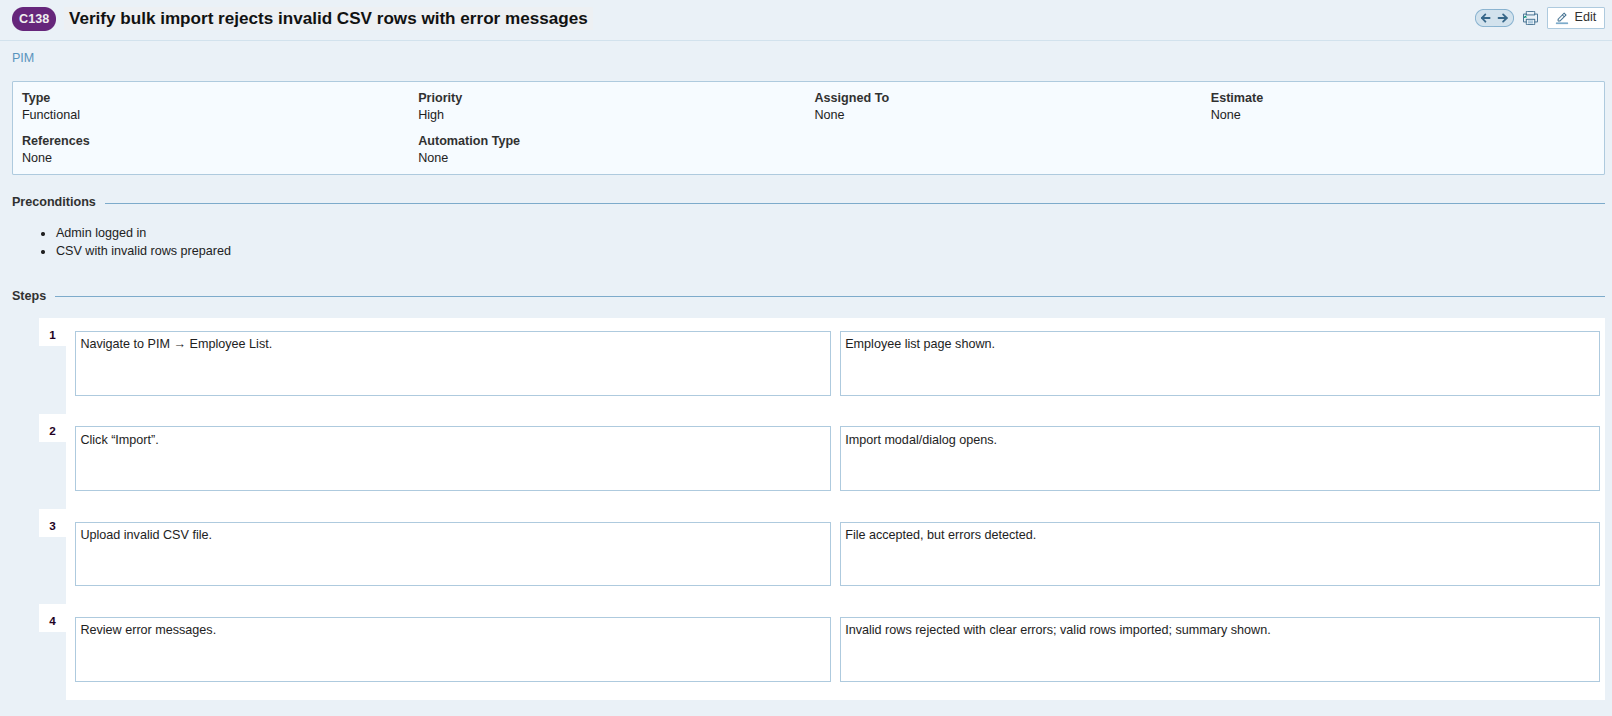 C138 Verify bulk import rejects invalid CSV rows with error messages Edit
PIM
Type Priority Assigned To Estimate
Functional High None None
References Automation Type
None None
Preconditions
• Admin logged in
• CSV with invalid rows prepared
Steps
1 Navigate to PIM → Employee List. Employee list page shown.
2 Click “Import”. Import modal/dialog opens.
3 Upload invalid CSV file. File accepted, but errors detected.
4 Review error messages. Invalid rows rejected with clear errors; valid rows imported; summary shown.